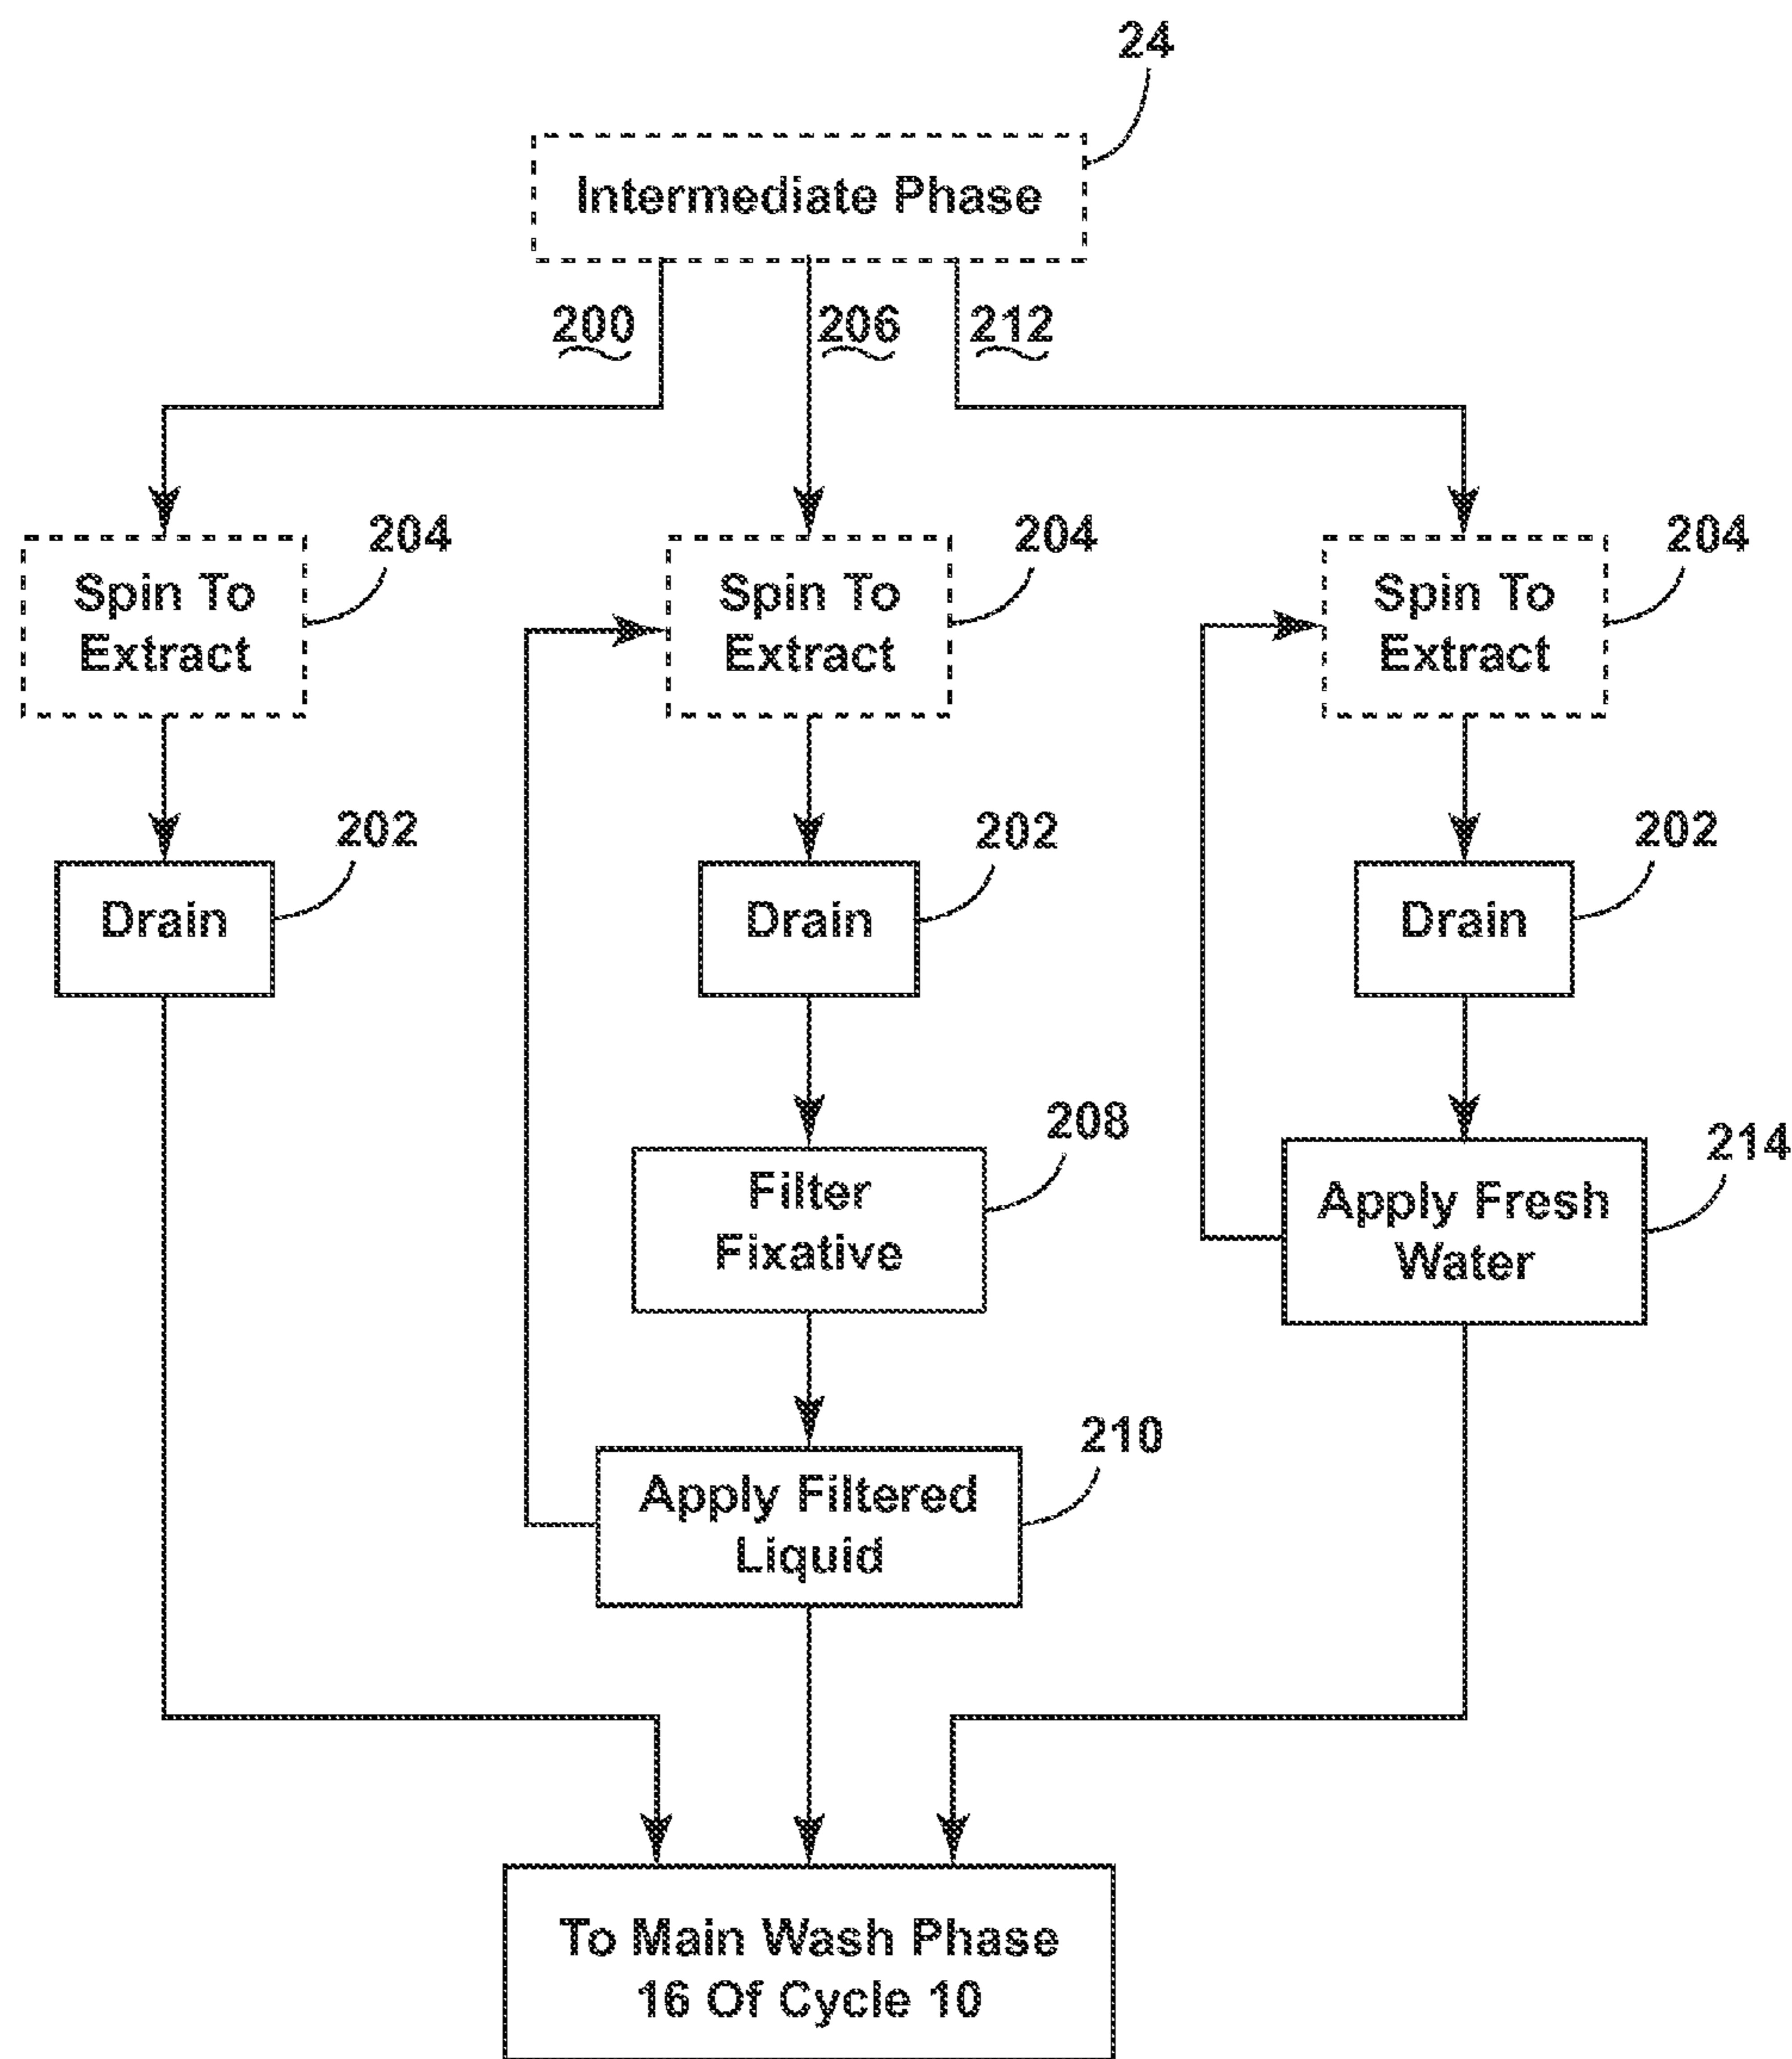 24
Intermediate Phase
200
206
212
Spin To
Extract
204
Spin To
Extract
204
Spin To
Extract
204
Drain
202
Drain
202
Drain
202
Filter
Fixative
208
Apply Fresh
Water
214
Apply Filtered
Liquid
210
To Main Wash Phase
16 Of Cycle 10